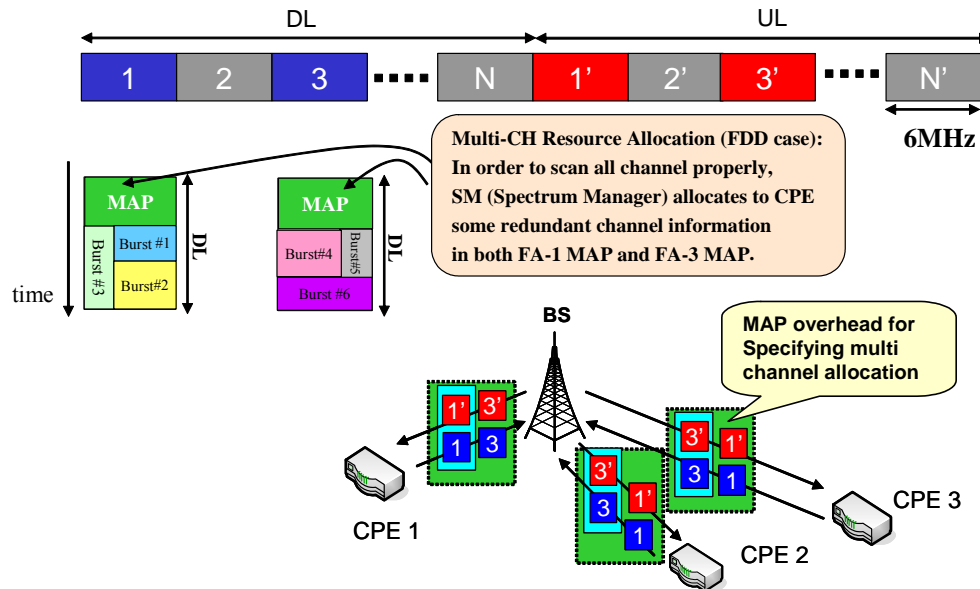 DL
UL
1
2
3
N
1’
2’
3’
N’
6MHz
Multi-CH Resource Allocation (FDD case):
In order to scan all channel properly,
SM (Spectrum Manager) allocates to CPE
some redundant channel information
in both FA-1 MAP and FA-3 MAP.
MAP
Burst #3
Burst #1
Burst#2
DL
MAP
Burst#4
Burst#5
Burst #6
DL
time
BS
MAP overhead for
Specifying multi
channel allocation
1’
3’
1
3
CPE 1
3’
1’
3
1
CPE 2
3’
1’
3
1
CPE 3